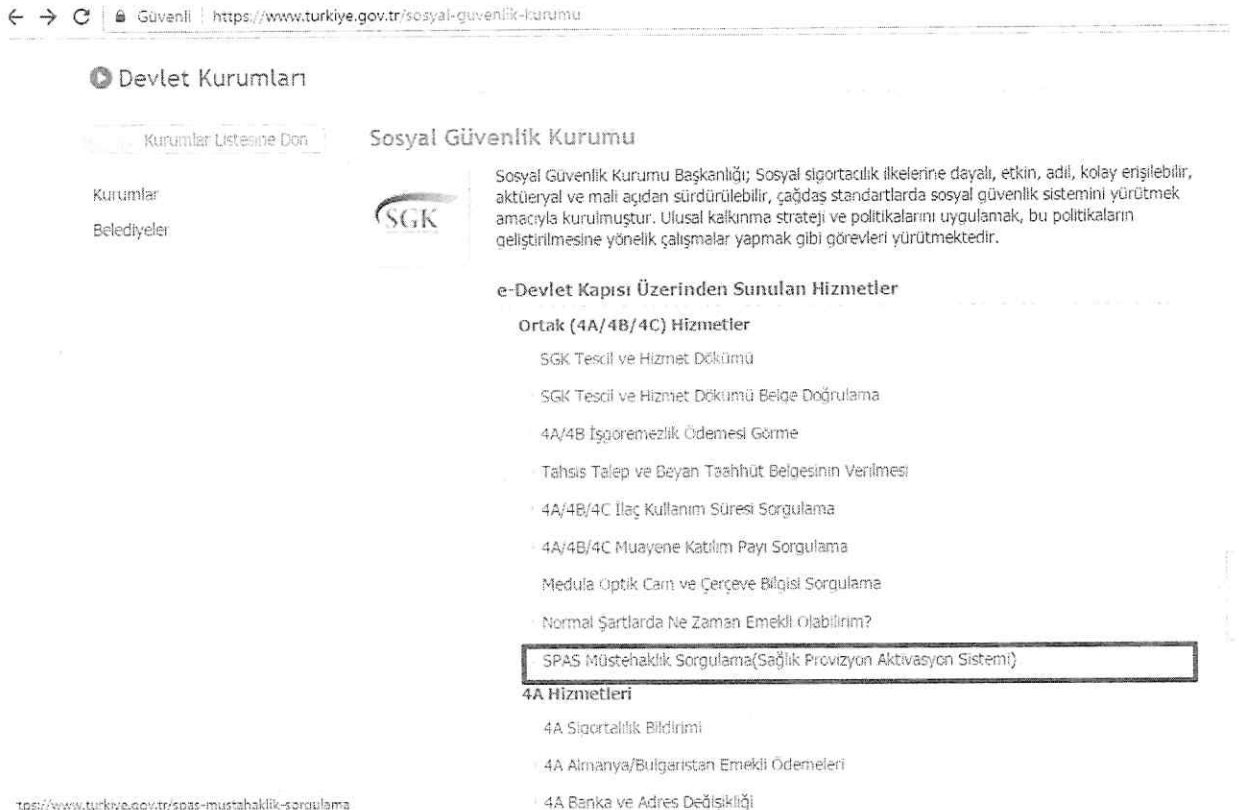 Güvenli https://www.turkiye.gov.tr/sosyal-guvenlik-kurumu
Devlet Kurumları
Kurumlar Listesine Dön
Kurumlar
Belediyeler
Sosyal Güvenlik Kurumu
SGK
Sosyal Güvenlik Kurumu Başkanlığı; Sosyal sigortacılık ilkelerine dayalı, etkin, adil, kolay erişilebilir,
aktüeryal ve mali açıdan sürdürülebilir, çağdaş standartlarda sosyal güvenlik sistemini yürütmek
amacıyla kurulmuştur. Ulusal kalkınma strateji ve politikalarını uygulamak, bu politikaların
geliştirilmesine yönelik çalışmalar yapmak gibi görevleri yürütmektedir.
e-Devlet Kapısı Üzerinden Sunulan Hizmetler
Ortak (4A/4B/4C) Hizmetler
SGK Tescil ve Hizmet Dökümü
SGK Tescil ve Hizmet Dökümü Belge Doğrulama
4A/4B İşgöremezlik Ödemesi Görme
Tahsis Talep ve Beyan Taahhüt Belgesinin Verilmesi
4A/4B/4C İlaç Kullanım Süresi Sorgulama
4A/4B/4C Muayene Katılım Payı Sorgulama
Medula Optik Cam ve Çerçeve Bilgisi Sorgulama
Normal Şartlarda Ne Zaman Emekli Olabilirim?
SPAS Müstehaklık Sorgulama(Sağlık Provizyon Aktivasyon Sistemi)
4A Hizmetleri
4A Sigortalılık Bildirimi
4A Almanya/Bulgaristan Emekli Ödemeleri
4A Banka ve Adres Değişikliği
tps://www.turkiye.gov.tr/spas-mustahaklik-sorgulama